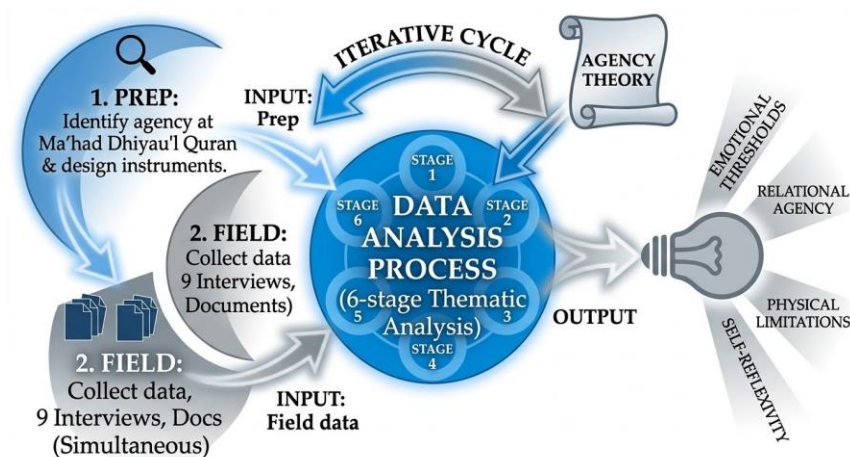 ITERATIVE CYCLE
AGENCY
THEORY
1. PREP:
Identify agency at
Ma'had Dhiyau'l Quran
& design instruments.
INPUT:
Prep
2. FIELD:
Collect data
9 Interviews,
Documents)
2. FIELD:
Collect data,
9 Interviews, Docs
(Simultaneous)
INPUT:
Field data
STAGE
1
STAGE
2
STAGE
6
DATA
ANALYSIS
PROCESS
(6-stage Thematic
Analysis)
5
3
STAGE
4
OUTPUT
EMOTIONAL
THRESHOLDS
RELATIONAL
AGENCY
PHYSICAL
LIMITATIONS
SELF-REFLEXIVITY